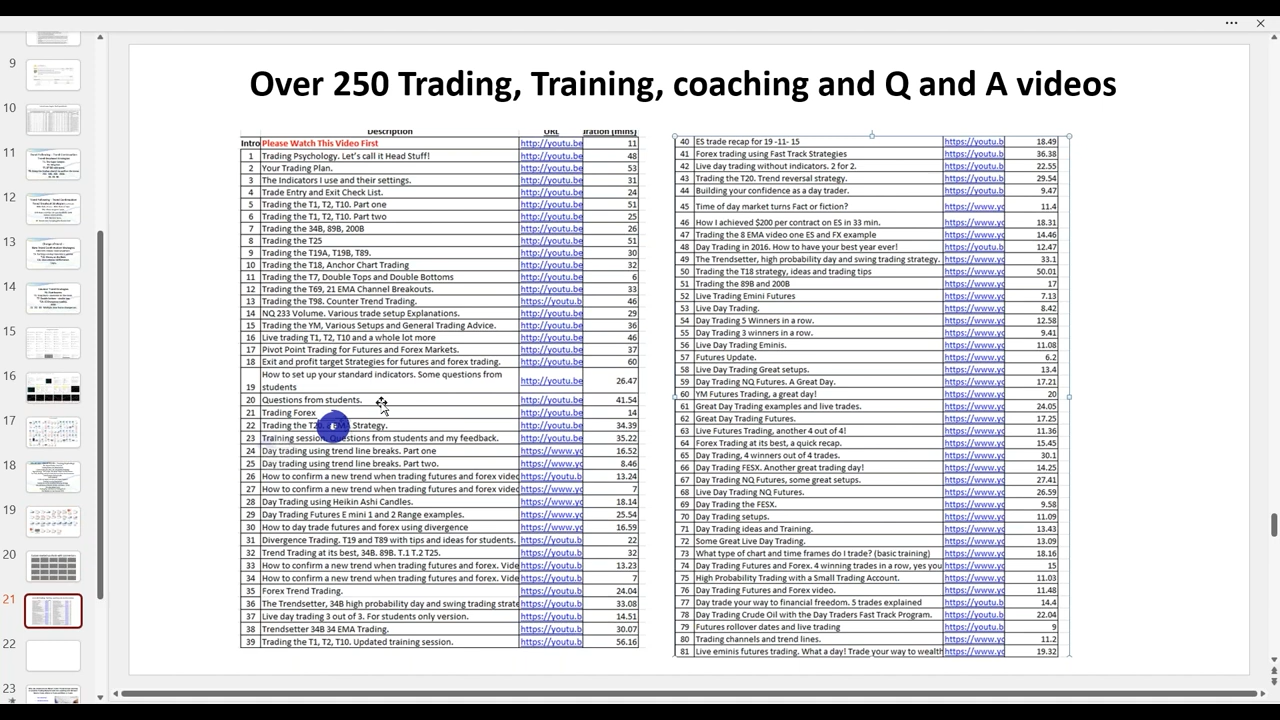 Over 250 Trading, Training, coaching and Q and A videos
Description URL
Intro Please Watch This Video First http://youtu.be 11
1 Trading Psychology. Let's call it Head Stuff! http://youtu.be 48
2 Your Trading Plan. http://youtu.be 53
3 The Indicators I use and their settings. http://youtu.be 31
4 Trade Entry and Exit Check List. http://youtu.be 24
5 Trading the T1, T2, T10. Part one http://youtu.be 51
6 Trading the T1, T2, T10. Part two http://youtu.be 25
7 Trading the 34B, 89B, 200B http://youtu.be 26
8 Trading the T25 http://youtu.be 51
9 Trading the T19A, T19B, T89. http://youtu.be 30
10 Trading the T18, Anchor Chart Trading http://youtu.be 32
11 Trading the T7, Double Tops and Double Bottoms http://youtu.be 6
12 Trading the T69, 21 EMA Channel Breakouts. http://youtu.be 33
13 Trading the T98. Counter Trend Trading. https://youtu.b 46
14 NQ 233 Volume. Various trade setup Explanations. http://youtu.be 29
15 Trading the YM, Various Setups and General Trading Advice. http://youtu.be 36
16 Live trading T1, T2, T10 and a whole lot more http://youtu.be 46
17 Pivot Point Trading for Futures and Forex Markets. http://youtu.be 37
18 Exit and profit target Strategies for futures and forex trading. http://youtu.be 60
19 How to set up your standard indicators. Some questions from
students http://youtu.be 26.47
20 Questions from students. http://youtu.be 41.54
21 Trading Forex http://youtu.be 14
22 Trading the EMA Strategy. http://youtu.be 34.39
23 Training session. Questions from students and my feedback. http://youtu.be 35.22
24 Day trading using trend line breaks. Part one https://www.yo 16.52
25 Day trading using trend line breaks. Part two. https://www.yo 8.46
26 How to confirm a new trend when trading futures and forex video https://youtu.b 13.24
27 How to confirm a new trend when trading futures and forex video https://www.yo 7
28 Day Trading using Heikin Ashi Candles. https://www.yo 18.14
29 Day Trading Futures E mini 1 and 2 Range examples. https://www.yo 25.54
30 How to day trade futures and forex using divergence https://www.yo 16.59
31 Divergence Trading. T19 and T89 with tips and ideas for students. https://youtu.b 22
32 Trend Trading at its best, 34B. 89B. T.1 T.2 T25. https://youtu.b 32
33 How to confirm a new trend when trading futures and forex. Vide https://youtu.b 13.23
34 How to confirm a new trend when trading futures and forex. Vide https://www.yo 7
35 Forex Trend Trading. https://youtu.b 24.04
36 The Trendsetter, 34B high probability day and swing trading strate https://youtu.b 33.08
37 Live day trading 3 out of 3. For students only version. https://youtu.b 14.51
38 Trendsetter 34B 34 EMA Trading. https://youtu.b 30.07
39 Trading the T1, T2, T10. Updated training session. https://youtu.b 56.16
40 ES trade recap for 19 -11- 15 https://youtu.b 18.49
41 Forex trading using Fast Track Strategies https://youtu.b 36.38
42 Live day trading without indicators. 2 for 2. https://youtu.b 22.55
43 Trading the T20. Trend reversal strategy. https://youtu.b 29.54
44 Building your confidence as a day trader. https://youtu.b 9.47
45 Time of day market turns Fact or fiction? https://www.yo 11.4
46 How I achieved $200 per contract on ES in 33 min. https://www.yo 18.31
47 Trading the 8 EMA video one ES and FX example https://www.yo 14.46
48 Day Trading in 2016. How to have your best year ever! https://youtu.b 12.47
49 The Trendsetter, high probability day and swing trading strategy. https://www.yo 33.1
50 Trading the T18 strategy, ideas and trading tips https://www.yo 50.01
51 Trading the 89B and 200B https://www.yo 17
52 Live Trading Emini Futures https://www.yo 7.13
53 Live Day Trading. https://www.yo 8.42
54 Day Trading 5 Winners in a row. https://www.yo 12.58
55 Day Trading 3 winners in a row. https://www.yo 9.41
56 Live Day Trading Eminis. https://www.yo 11.08
57 Futures Update. https://www.yo 6.2
58 Live Day Trading Great setups. https://www.yo 13.4
59 Day Trading NQ Futures. A Great Day. https://www.yo 17.21
60 YM Futures Trading, a great day! https://www.yo 20
61 Great Day Trading examples and live trades. https://www.yo 24.05
62 Great Day Trading Futures. https://www.yo 17.25
63 Live Futures Trading, another 4 out of 4! https://www.yo 11.36
64 Forex Trading at its best, a quick recap. https://www.yo 15.45
65 Day Trading, 4 winners out of 4 trades. https://www.yo 30.1
66 Day Trading FESX. Another great trading day! https://www.yo 14.25
67 Day Trading NQ Futures, some great setups. https://www.yo 27.41
68 Live Day Trading NQ Futures. https://www.yo 26.59
69 Day Trading the FESX. https://www.yo 9.58
70 Day Trading setups. https://www.yo 11.09
71 Day Trading ideas and Training. https://www.yo 13.43
72 Some Great Live Day Trading. https://www.yo 13.09
73 What type of chart and time frames do I trade? (basic training) https://www.yo 18.16
74 Day Trading Futures and Forex. 4 winning trades in a row, yes you https://www.yo 15
75 High Probability Trading with a Small Trading Account. https://www.yo 11.03
76 Day Trading Futures and Forex video. https://www.yo 11.48
77 Day trade your way to financial freedom. 5 trades explained https://www.yo 14.4
78 Day Trading Crude Oil with the Day Traders Fast Track Program. https://www.yo 22.04
79 Futures rollover dates and live trading https://www.yo 9
80 Trading channels and trend lines. https://www.yo 11.2
81 Live eminis futures trading. What a day! Trade your way to wealth https://www.yo 19.32
9
10
11
12
13
14
15
16
17
18
19
20
21
22
23